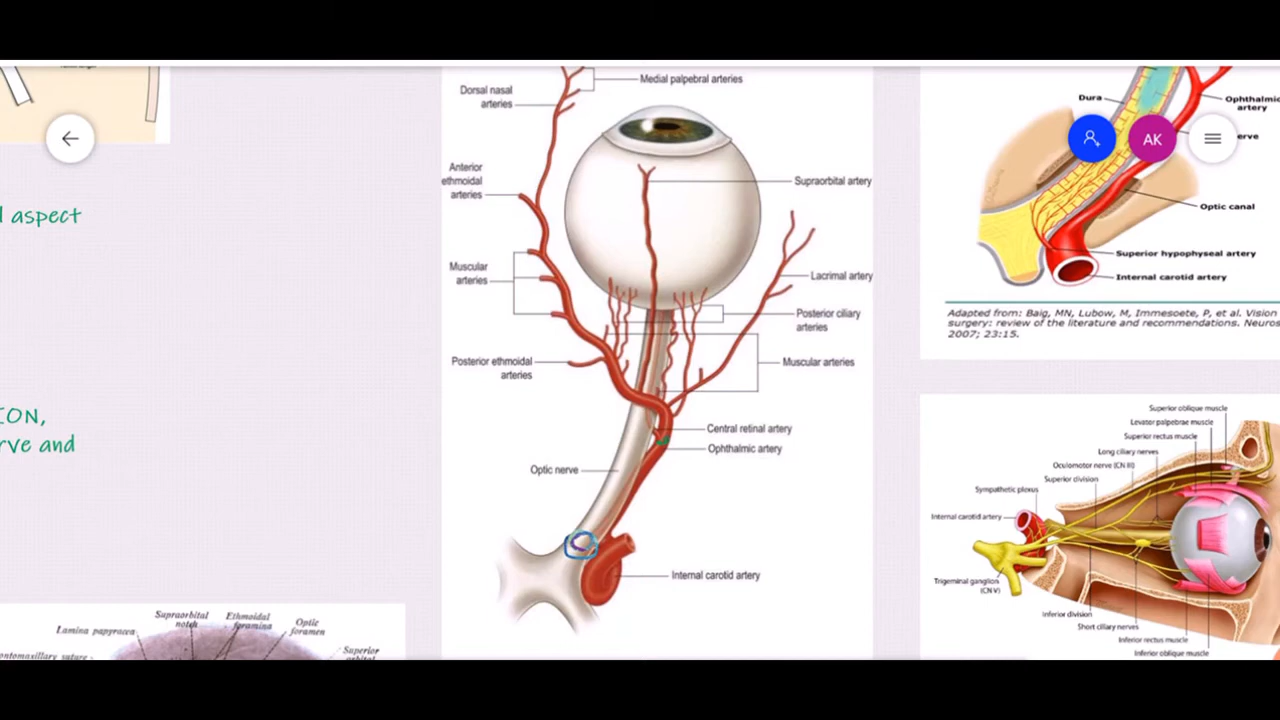 l aspect
ION,
rve and
Medial palpebral arteries
Dorsal nasal
arteries
Anterior
ethmoidal
arteries
Supraorbital artery
Muscular
arteries
Lacrimal artery
Posterior ciliary
arteries
Posterior ethmoidal
arteries
Muscular arteries
Central retinal artery
Ophthalmic artery
Optic nerve
Internal carotid artery
Dura
Ophthalmic
artery
AK
erve
Optic canal
Superior hypophyseal artery
Internal carotid artery
Adapted from: Baig, MN, Lubow, M, Immesoete, P, et al. Vision
surgery: review of the literature and recommendations. Neuros
2007; 23:15.
Superior oblique muscle
Levator palpebrae muscle
Superior rectus muscle
Long ciliary nerves
Oculomotor nerve (CN III)
Superior division
Sympathetic plexus
Internal carotid artery
Trigeminal ganglion
(CN V)
Inferior division
Short ciliary nerves
Inferior rectus muscle
Inferior oblique muscle
Supraorbital
notch
Ethmoidal
foramina
Optic
foramen
Lamina papyracea
Superior
orbital
ontomaxillary suture